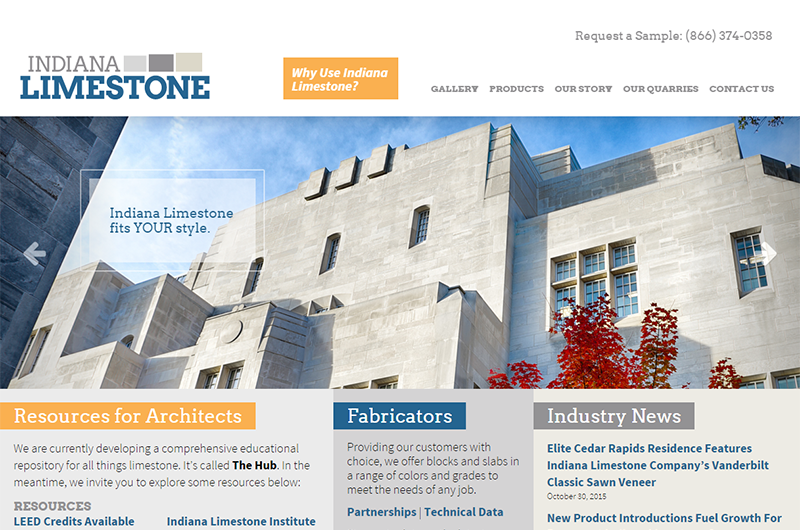 Request a Sample: (866) 374-0358
INDIANA
LIMESTONE
Why Use Indiana
Limestone?
GALLERY PRODUCTS OUR STORY OUR QUARRIES CONTACT US
Indiana Limestone
fits YOUR style.
Resources for Architects
We are currently developing a comprehensive educational
repository for all things limestone. It's called The Hub. In the
meantime, we invite you to explore some resources below:
RESOURCES
LEED Credits Available
Indiana Limestone Institute
Fabricators
Providing our customers with
choice, we offer blocks and slabs in
a range of colors and grades to
meet the needs of any job.
Partnerships | Technical Data
Industry News
Elite Cedar Rapids Residence Features
Indiana Limestone Company's Vanderbilt
Classic Sawn Veneer
October 30, 2015
New Product Introductions Fuel Growth For